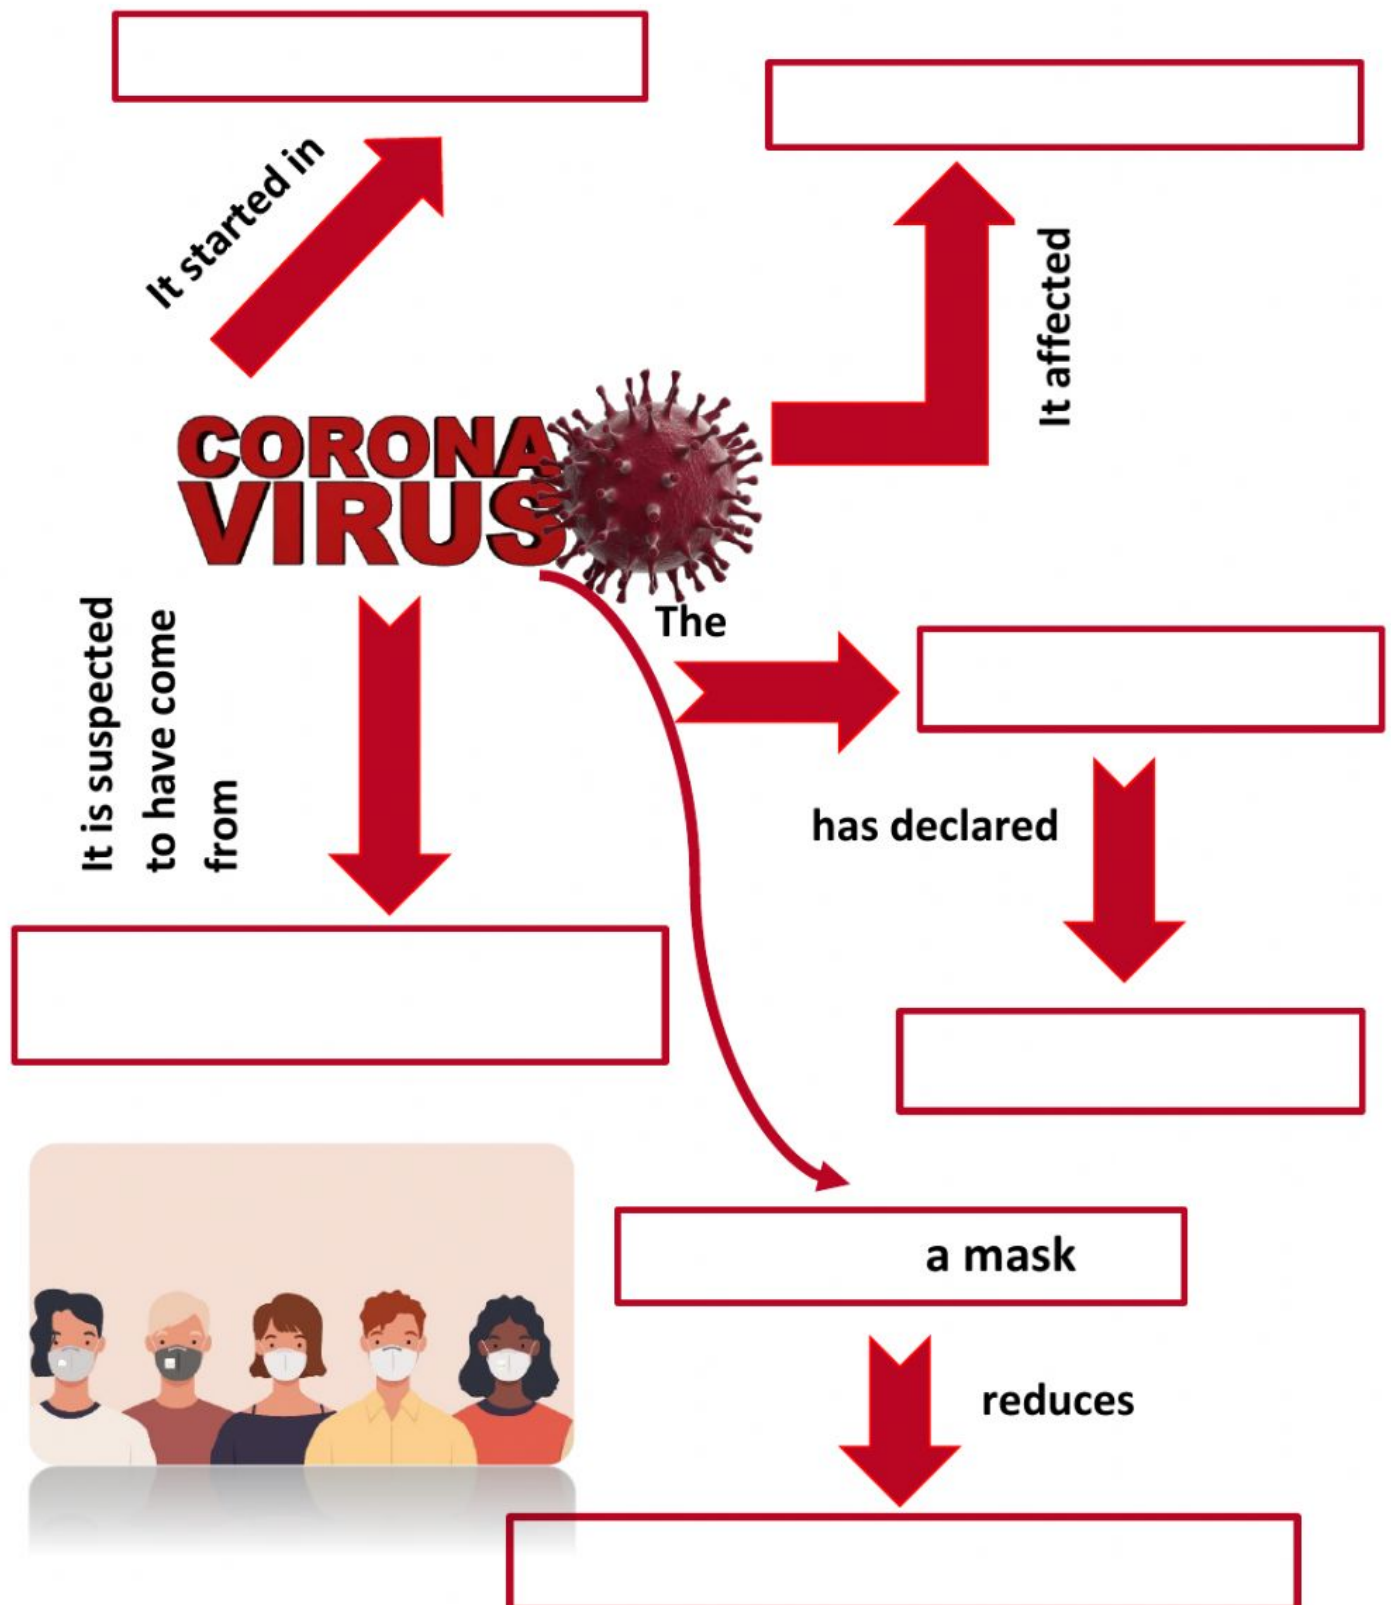 It started in
It affected
CORONA
VIRUS
It is suspected
to have come
from
The
has declared
a mask
reduces